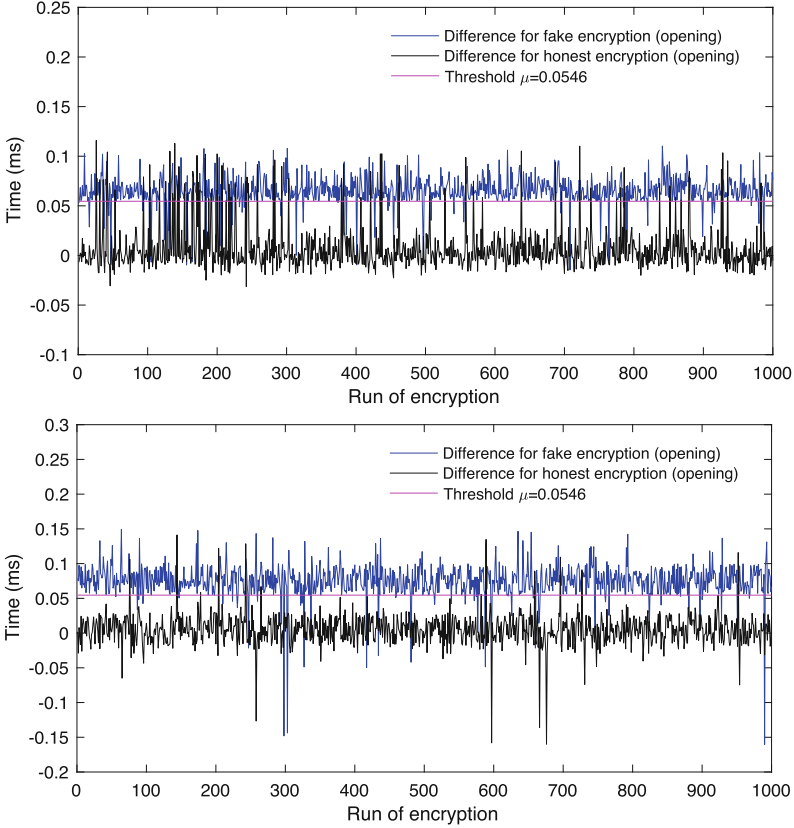 0.25
Difference for fake encryption (opening)
0.2
Difference for honest encryption (opening)
Threshold μ=0.0546
0.15
0.1
Time (ms)
0.05
0
-0.05
-0.1
0 100 200 300 400 500 600 700 800 900 1000
Run of encryption
0.3
Difference for fake encryption (opening)
0.25
Difference for honest encryption (opening)
Threshold μ=0.0546
0.2
0.15
0.1
Time (ms)
0.05
0
-0.05
-0.1
-0.15
-0.2
0 100 200 300 400 500 600 700 800 900 1000
Run of encryption